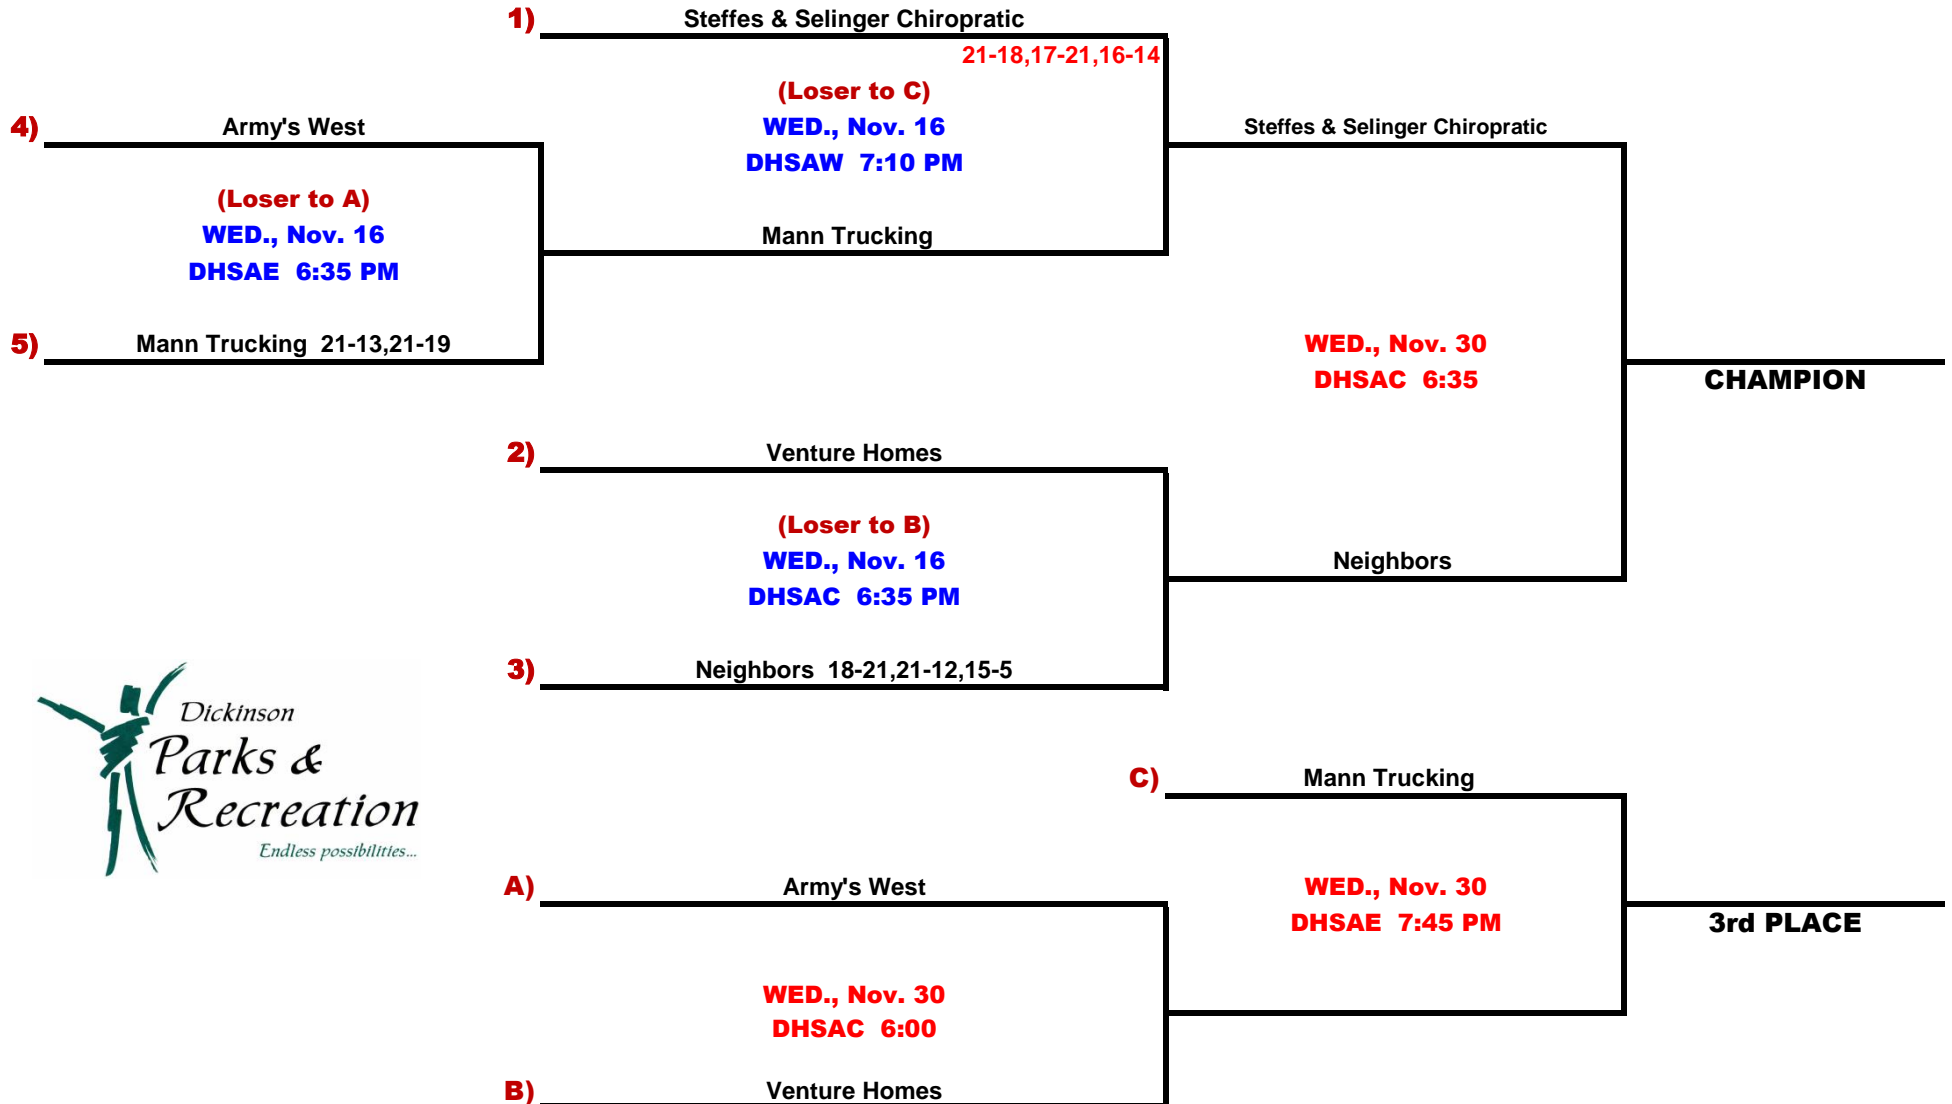 1) Steffes & Selinger Chiropratic
21-18,17-21,16-14
(Loser to C)
WED., Nov. 16
DHSAW 7:10 PM
4) Army's West
Steffes & Selinger Chiropratic
(Loser to A)
WED., Nov. 16
DHSAE 6:35 PM
Mann Trucking
5) Mann Trucking 21-13,21-19
WED., Nov. 30
DHSAC 6:35
CHAMPION
2) Venture Homes
(Loser to B)
WED., Nov. 16
DHSAC 6:35 PM
Neighbors
3) Neighbors 18-21,21-12,15-5
Dickinson
Parks &
Recreation
Endless possibilities...
C) Mann Trucking
A) Army's West
WED., Nov. 30
DHSAE 7:45 PM
3rd PLACE
WED., Nov. 30
DHSAC 6:00
B) Venture Homes